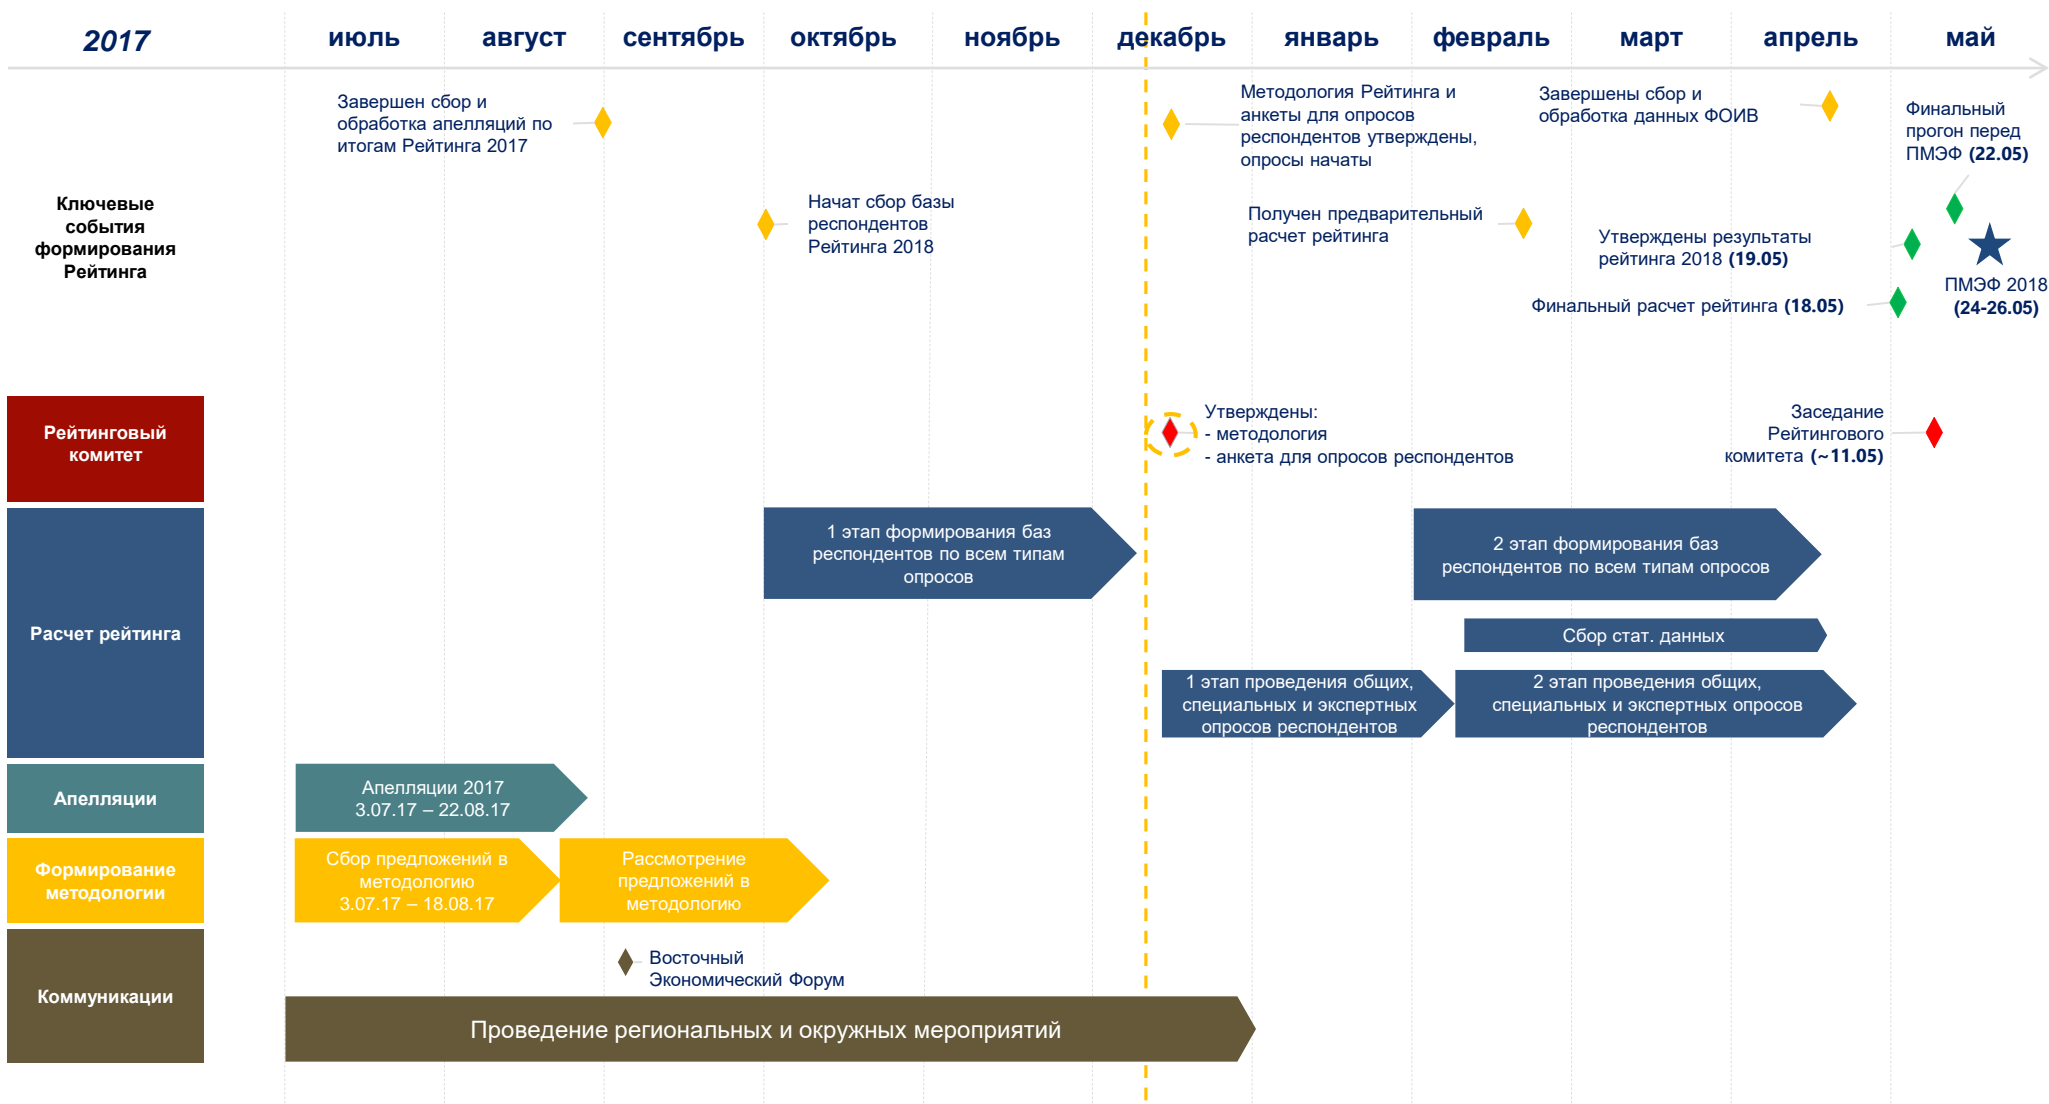 2017
июль
август
сентябрь
октябрь
ноябрь
декабрь
январь
февраль
март
апрель
май
Ключевые
события
формирования
Рейтинга
Завершен сбор и
обработка апелляций по
итогам Рейтинга 2017
Начат сбор базы
респондентов
Рейтинга 2018
Методология Рейтинга и
анкеты для опросов
респондентов утверждены,
опросы начаты
Получен предварительный
расчет рейтинга
Завершены сбор и
обработка данных ФОИВ
Финальный
прогон перед
ПМЭФ (22.05)
Утверждены результаты
рейтинга 2018 (19.05)
Финальный расчет рейтинга (18.05)
ПМЭФ 2018
(24-26.05)
Рейтинговый
комитет
Утверждены:
- методология
- анкета для опросов респондентов
Заседание
Рейтингового
комитета (~11.05)
Расчет рейтинга
1 этап формирования баз
респондентов по всем типам
опросов
2 этап формирования баз
респондентов по всем типам опросов
Сбор стат. данных
1 этап проведения общих,
специальных и экспертных
опросов респондентов
2 этап проведения общих,
специальных и экспертных опросов
респондентов
Апелляции
Апелляции 2017
3.07.17 – 22.08.17
Формирование
методологии
Сбор предложений в
методологию
3.07.17 – 18.08.17
Рассмотрение
предложений в
методологию
Коммуникации
Восточный
Экономический Форум
Проведение региональных и окружных мероприятий